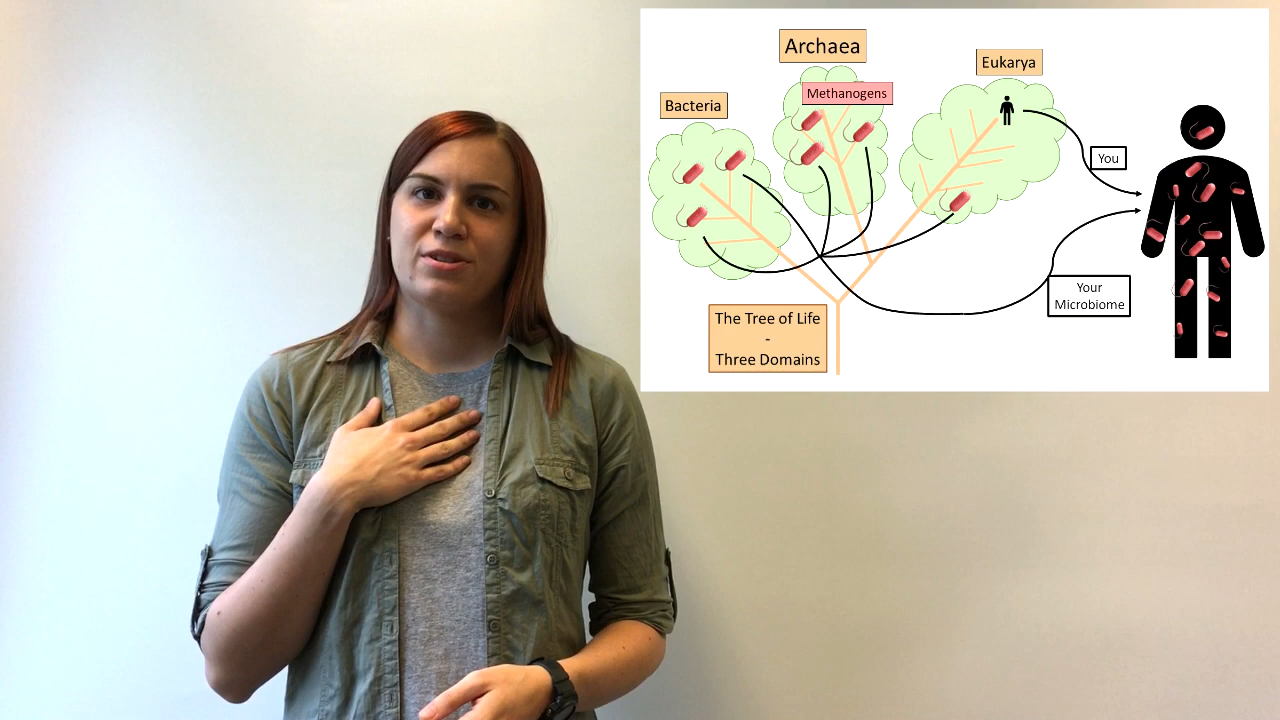 Archaea
Eukarya
Methanogens
Bacteria
You
Your
Microbiome
The Tree of Life
-
Three Domains